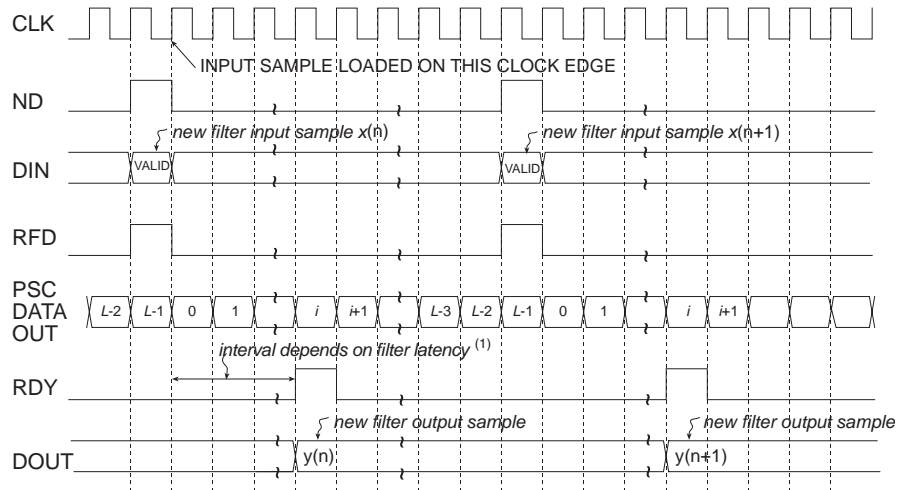 CLK
INPUT SAMPLE LOADED ON THIS CLOCK EDGE
ND
new filter input sample x(n)
new filter input sample x(n+1)
DIN
VALID
VALID
RFD
PSC
DATA
OUT
L-2 L-1 0 1 i i+1 L-3 L-2 L-1 0 1 i i+1
interval depends on filter latency (1)
RDY
new filter output sample
new filter output sample
DOUT
y(n)
y(n+1)